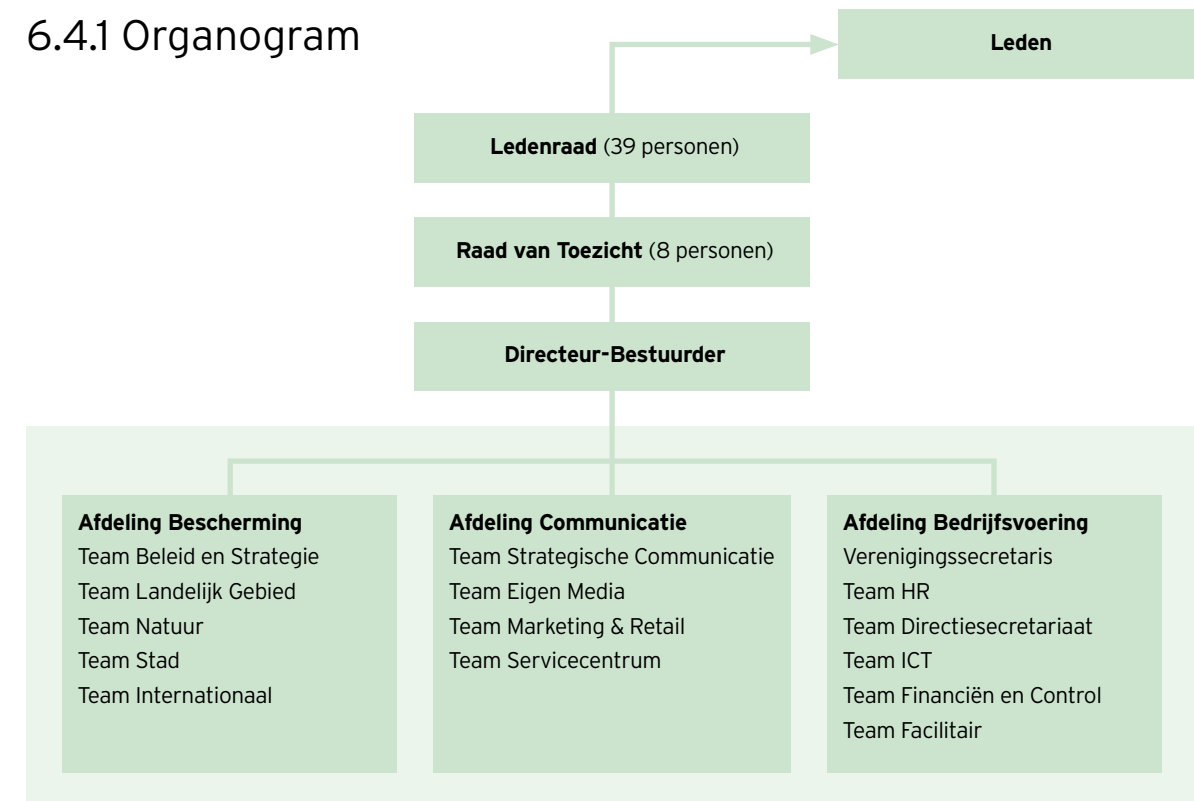 6.4.1 Organogram
Leden
Ledenraad (39 personen)
Raad van Toezicht (8 personen)
Directeur-Bestuurder
Afdeling Bescherming
Team Beleid en Strategie
Team Landelijk Gebied
Team Natuur
Team Stad
Team Internationaal
Afdeling Communicatie
Team Strategische Communicatie
Team Eigen Media
Team Marketing & Retail
Team Servicecentrum
Afdeling Bedrijfsvoering
Verenigingssecretaris
Team HR
Team Directiesecretariaat
Team ICT
Team Financiën en Control
Team Facilitair